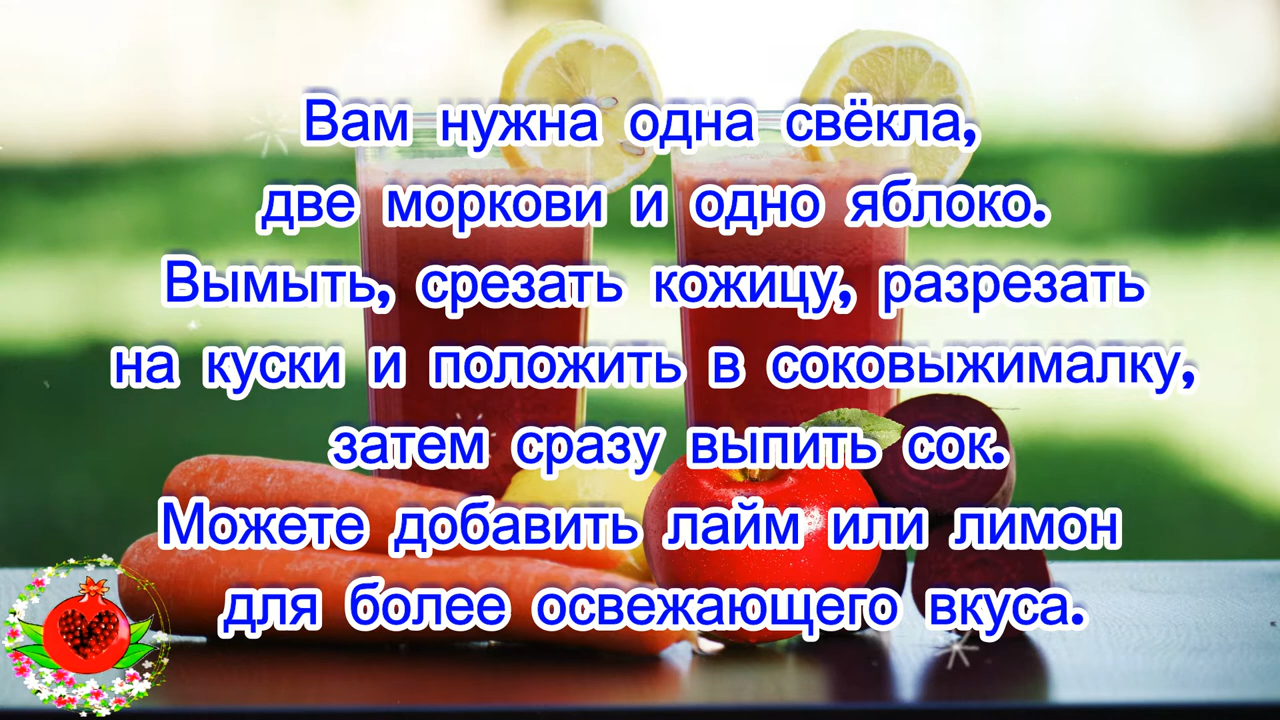 Вам нужна одна свёкла,
две моркови и одно яблоко.
Вымыть, срезать кожицу, разрезать
на куски и положить в соковыжималку,
затем сразу выпить сок.
Можете добавить лайм или лимон
для более освежающего вкуса.